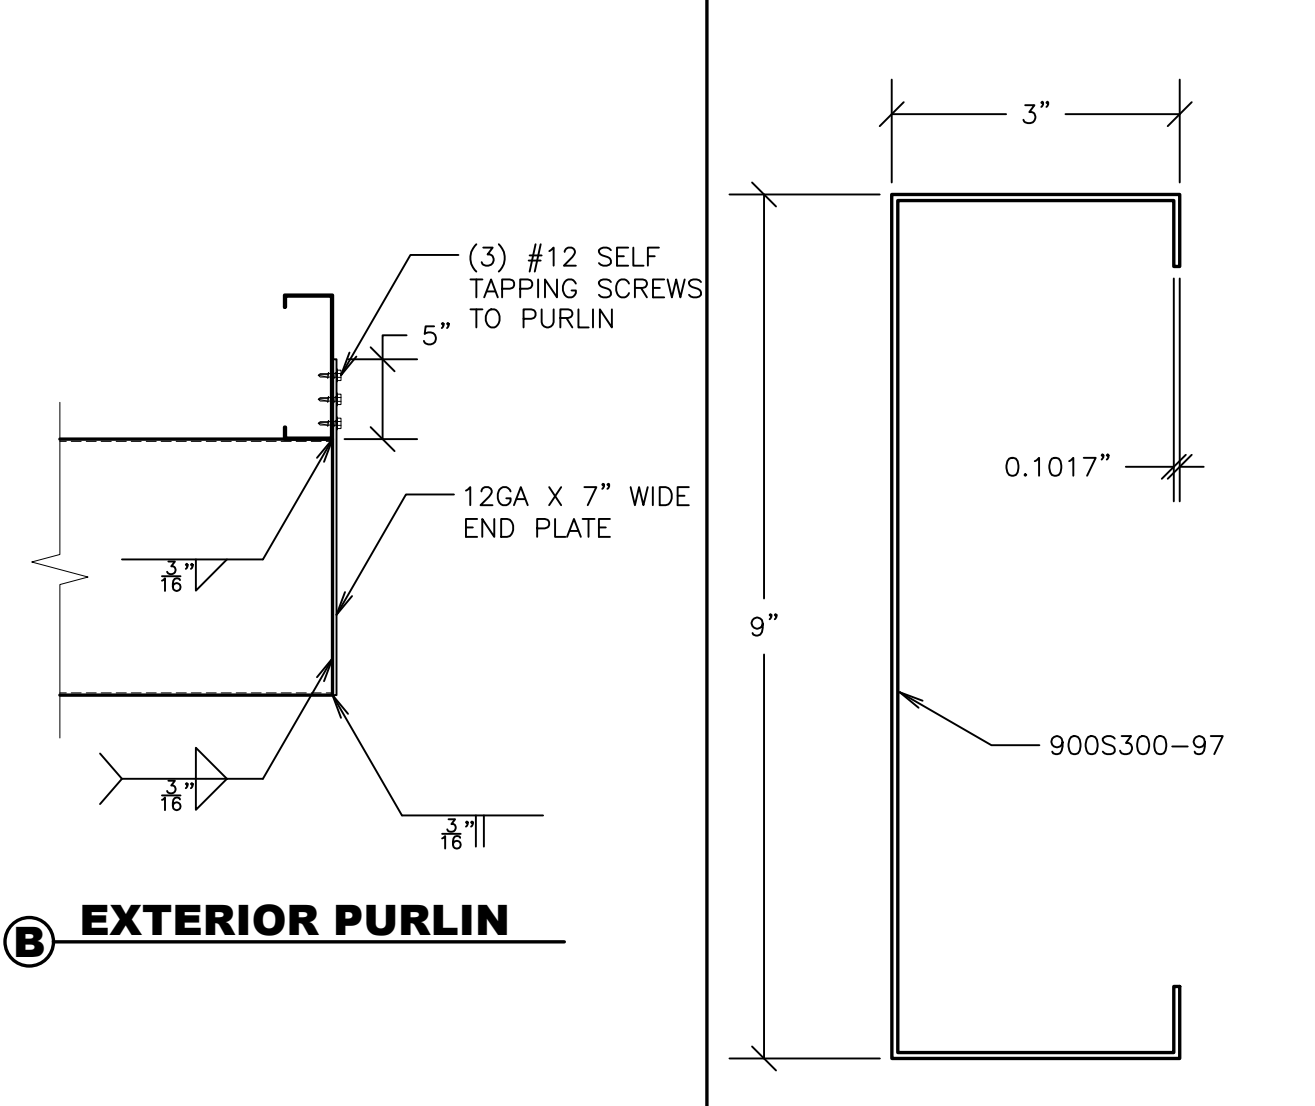 (3) #12 SELF
TAPPING SCREWS
TO PURLIN
5”
12GA X 7” WIDE
END PLATE
3/16”
3/16”
3/16”
B EXTERIOR PURLIN
3”
0.1017”
9”
900S300-97